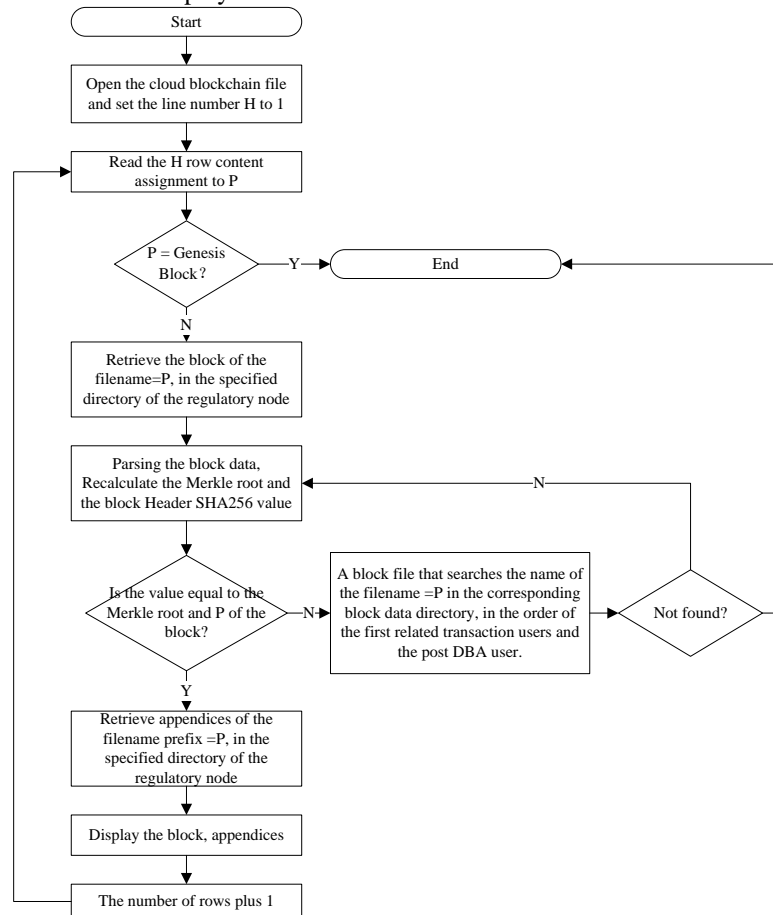 Start
Open the cloud blockchain file
and set the line number H to 1
Read the H row content
assignment to P
P = Genesis
Block?
Y
End
N
Retrieve the block of the
filename=P, in the specified
directory of the regulatory node
Parsing the block data,
Recalculate the Merkle root and
the block Header SHA256 value
N
Is the value equal to the
Merkle root and P of the
block?
N
A block file that searches the name of
the filename =P in the corresponding
block data directory, in the order of
the first related transaction users and
the post DBA user.
Not found?
Y
Retrieve appendices of the
filename prefix =P, in the
specified directory of the
regulatory node
Display the block, appendices
The number of rows plus 1